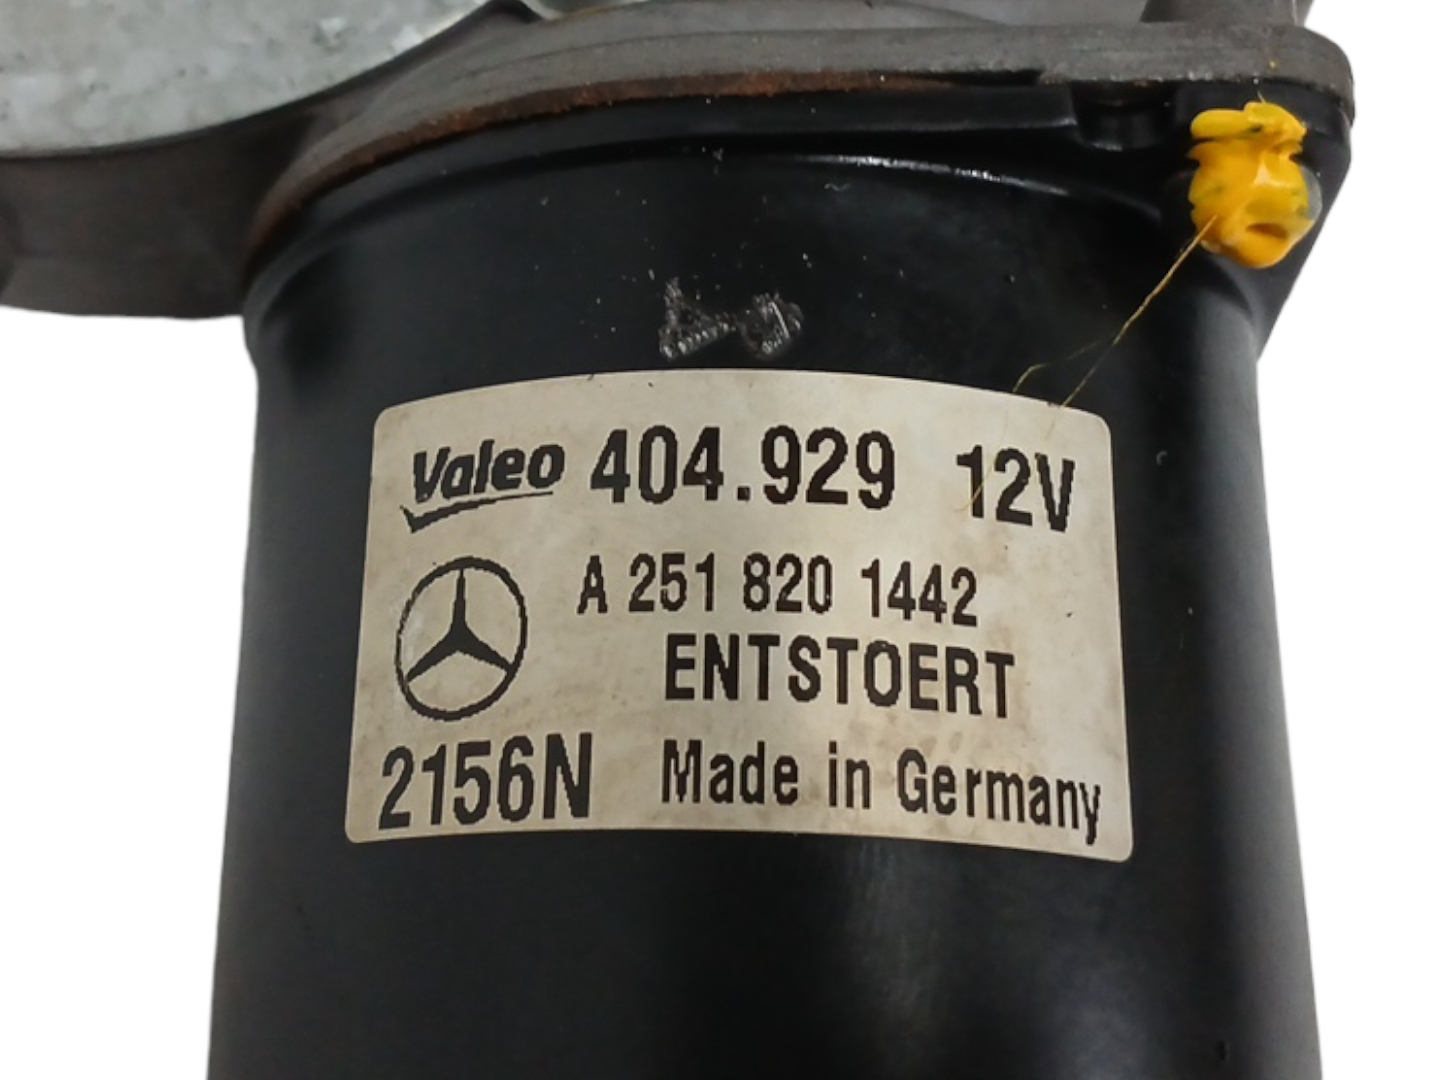 Valeo 404.929 12V
A 251 820 1442
ENTSTOERT
2156N Made in Germany